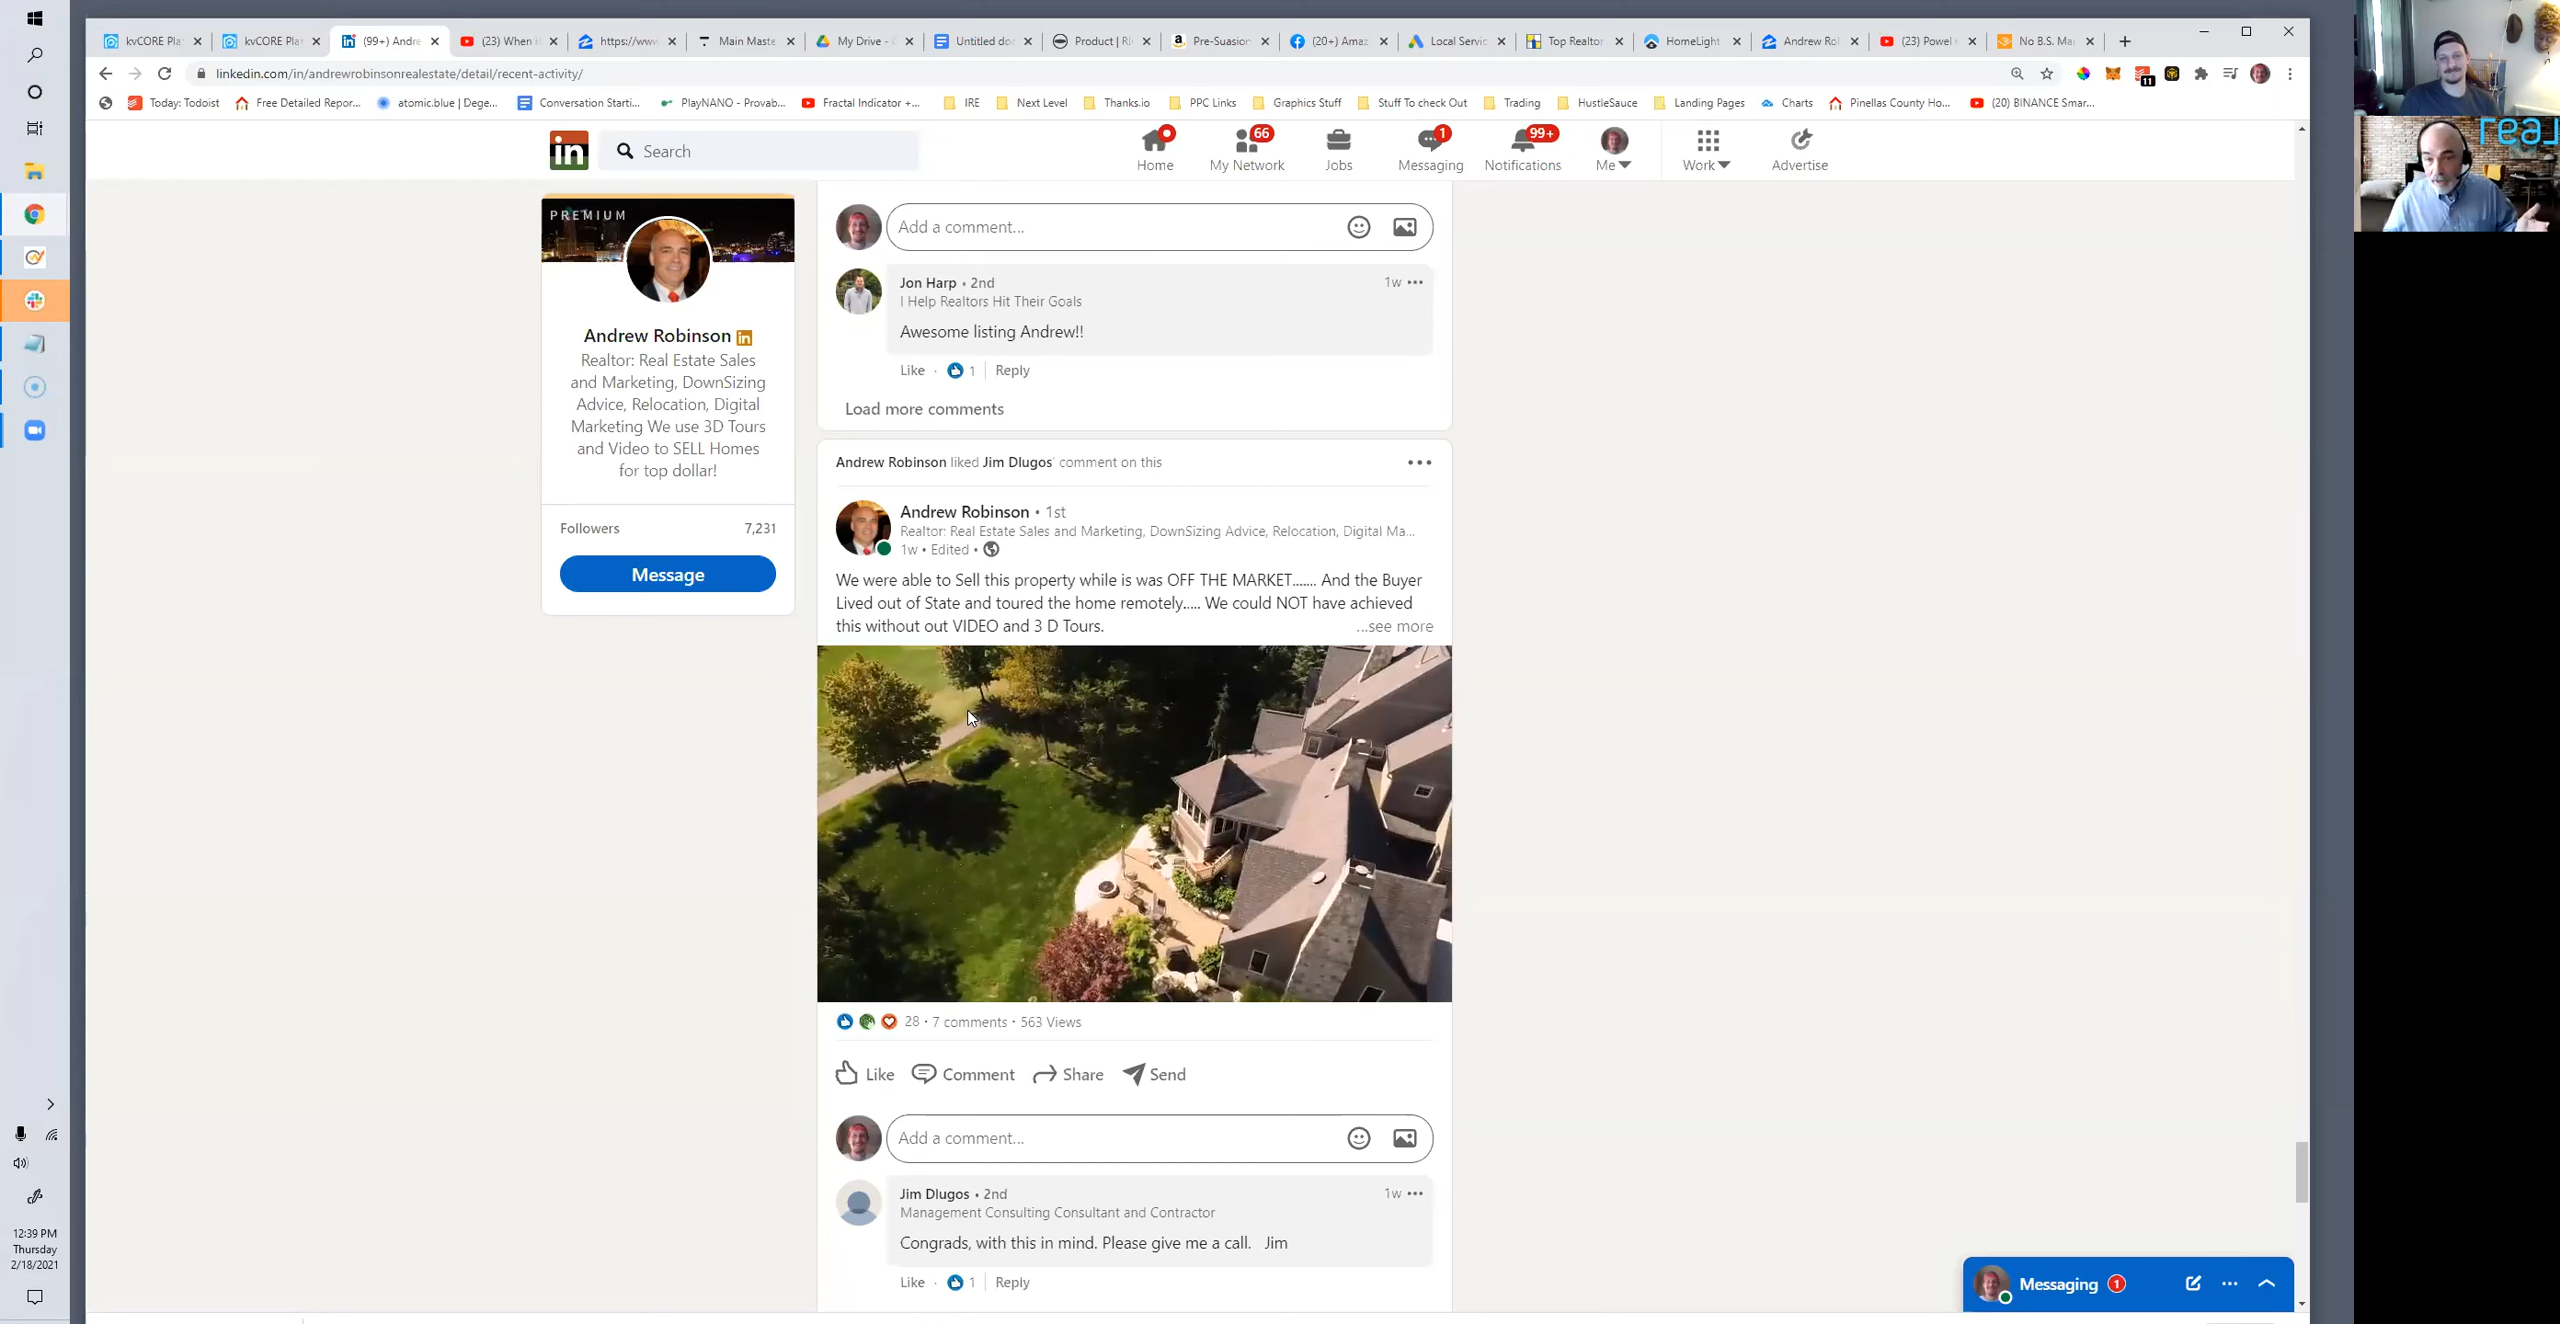 kvCORE Pla
kvCORE Pla
(99+) Andre
(23) When i
https://www
Main Maste
My Drive - G
Untitled doc
Product | Ri
Pre-Suasion
(20+) Amaz
Local Servic
Top Realtor
HomeLight
Andrew Rob
(23) Powel
No B.S. Mar
linkedin.com/in/andrewrobinsonrealestate/detail/recent-activity/
11
Today: Todoist
Free Detailed Repor...
atomic.blue | Dege...
Conversation Starti...
PlayNANO - Provab...
Fractal Indicator +...
IRE
Next Level
Thanks.io
PPC Links
Graphics Stuff
Stuff To check Out
Trading
HustleSauce
Landing Pages
Charts
Pinellas County Ho...
(20) BINANCE Smar...
real
in
Search
Home
66
My Network
Jobs
1
Messaging
99+
Notifications
Me
Work
Advertise
PREMIUM
Andrew Robinson in
Realtor: Real Estate Sales
and Marketing, DownSizing
Advice, Relocation, Digital
Marketing We use 3D Tours
and Video to SELL Homes
for top dollar!
Followers 7,231
Message
Add a comment...
Jon Harp • 2nd 1w
I Help Realtors Hit Their Goals
Awesome listing Andrew!!
Like · 1 | Reply
Load more comments
Andrew Robinson liked Jim Dlugos' comment on this
Andrew Robinson • 1st
Realtor: Real Estate Sales and Marketing, DownSizing Advice, Relocation, Digital Ma...
1w • Edited •
We were able to Sell this property while is was OFF THE MARKET....... And the Buyer
Lived out of State and toured the home remotely..... We could NOT have achieved
this without out VIDEO and 3 D Tours. ...see more
28 · 7 comments · 563 Views
Like Comment Share Send
Add a comment...
Jim Dlugos • 2nd 1w
Management Consulting Consultant and Contractor
Congrads, with this in mind. Please give me a call. Jim
Like · 1 | Reply
Messaging 1
12:39 PM
Thursday
2/18/2021